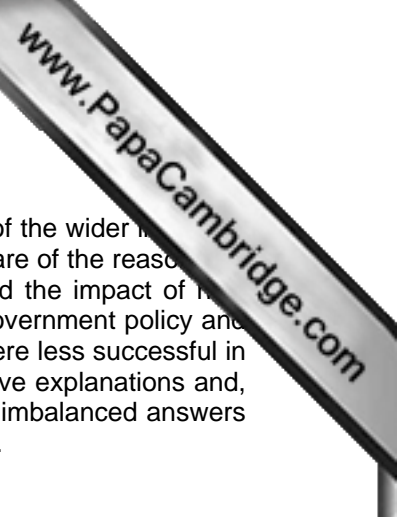 www.PapaCambridge.com
of the wider
are of the
d the impact of
overnment policy and
ere less successful in
ve explanations and,
imbalanced answers